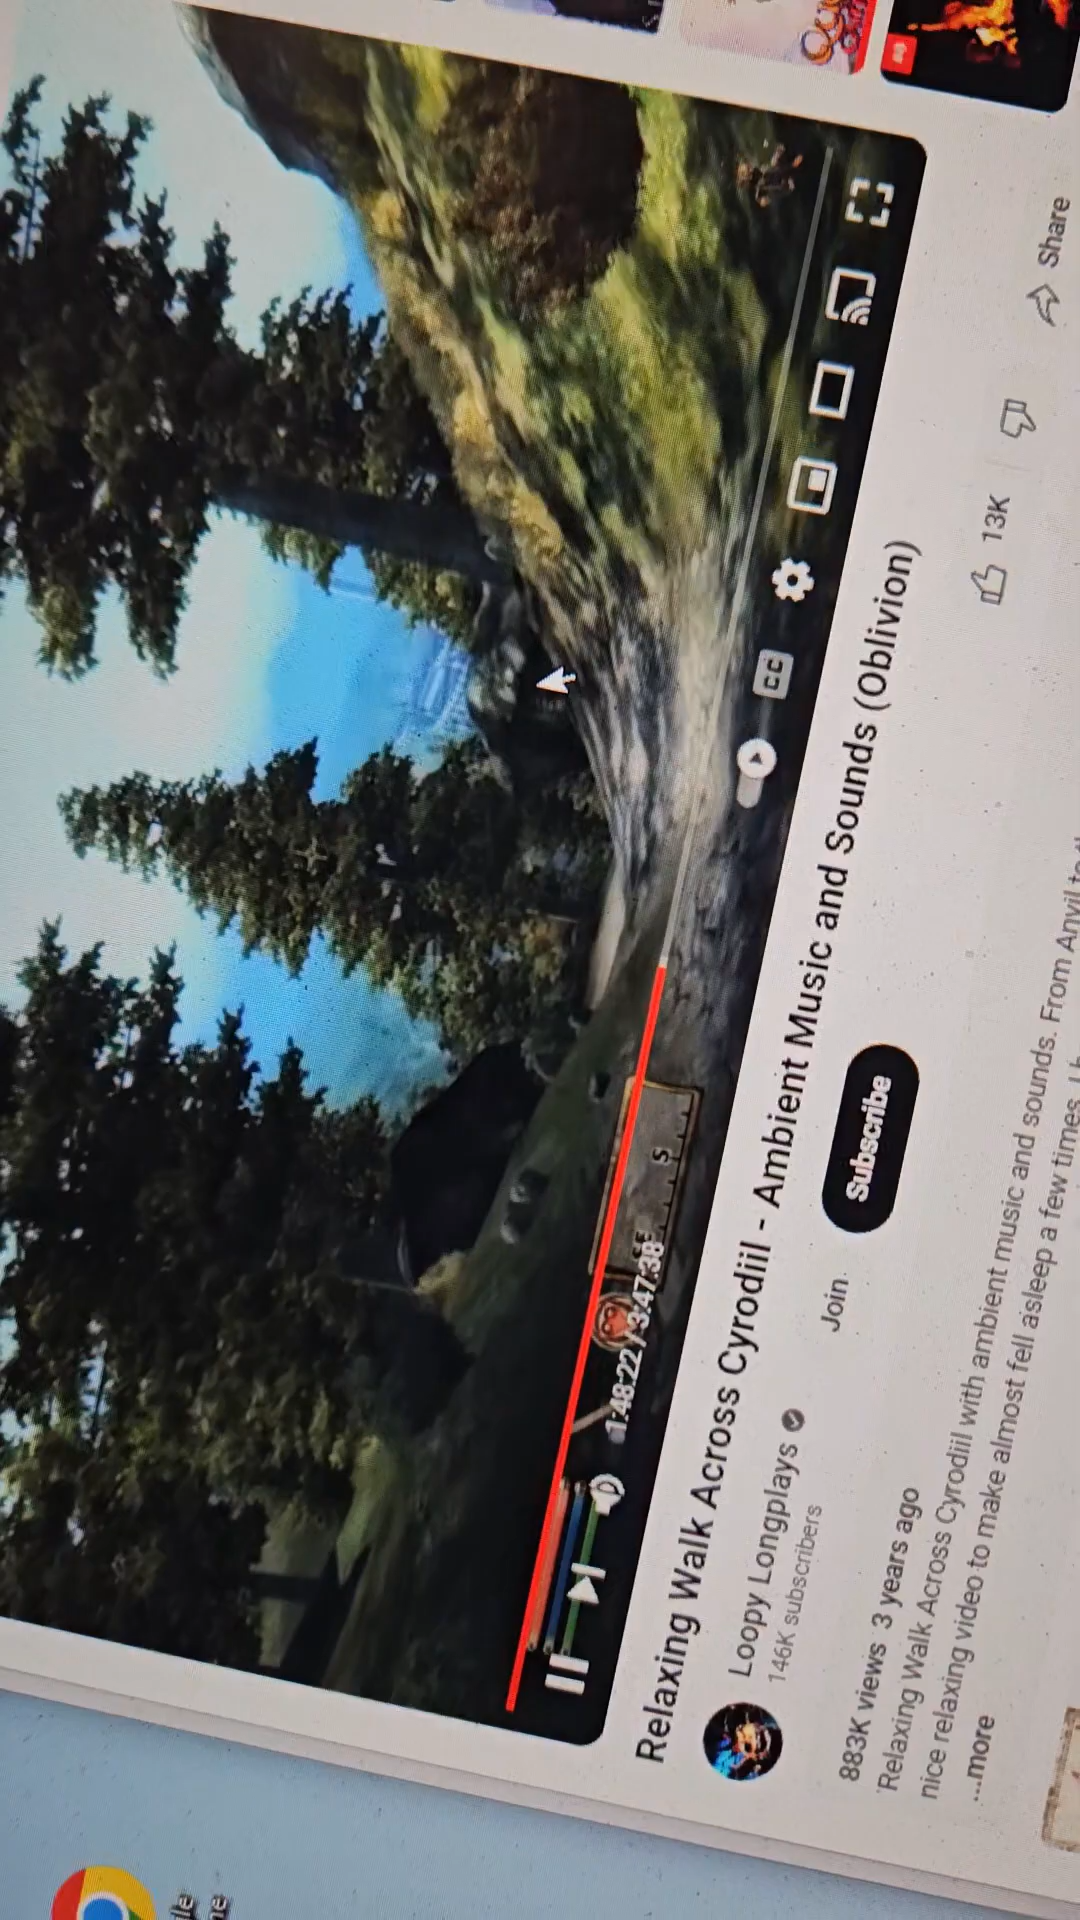 S
1:48:22 / 3:47:38
CC
Relaxing Walk Across Cyrodiil - Ambient Music and Sounds (Oblivion)
Loopy Longplays
146K subscribers
Join
Subscribe
13K
Share
883K views 3 years ago
Relaxing Walk Across Cyrodiil with ambient music and sounds. From Anvil to
nice relaxing video to make almost fell asleep a few times
...more